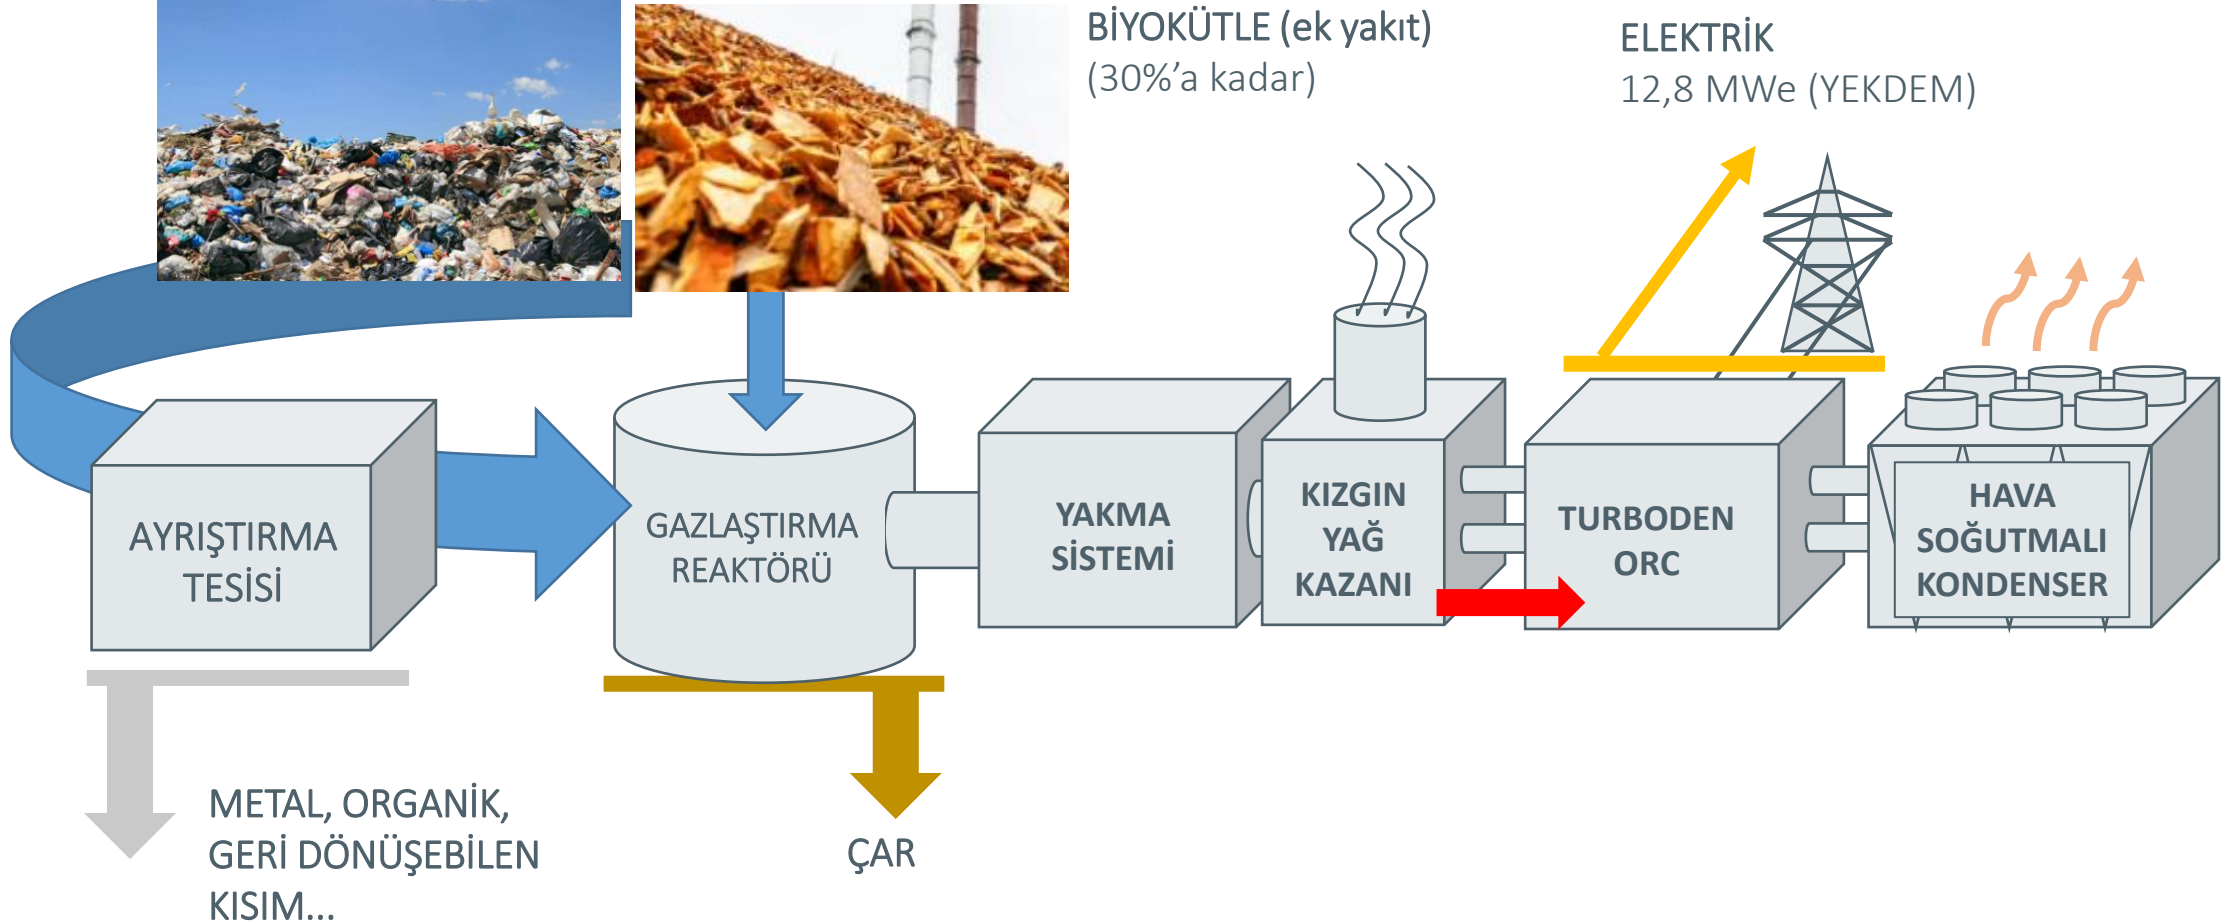 BİYOKÜTLE (ek yakıt)
(30%’a kadar)
ELEKTRİK
12,8 MWe (YEKDEM)
AYRIŞTIRMA
TESİSİ
GAZLAŞTIRMA
REAKTÖRÜ
YAKMA
SİSTEMİ
KIZGIN
YAĞ
KAZANI
TURBODEN
ORC
HAVA
SOĞUTMALI
KONDENSER
METAL, ORGANİK,
GERİ DÖNÜŞEBİLEN
KISIM...
ÇAR